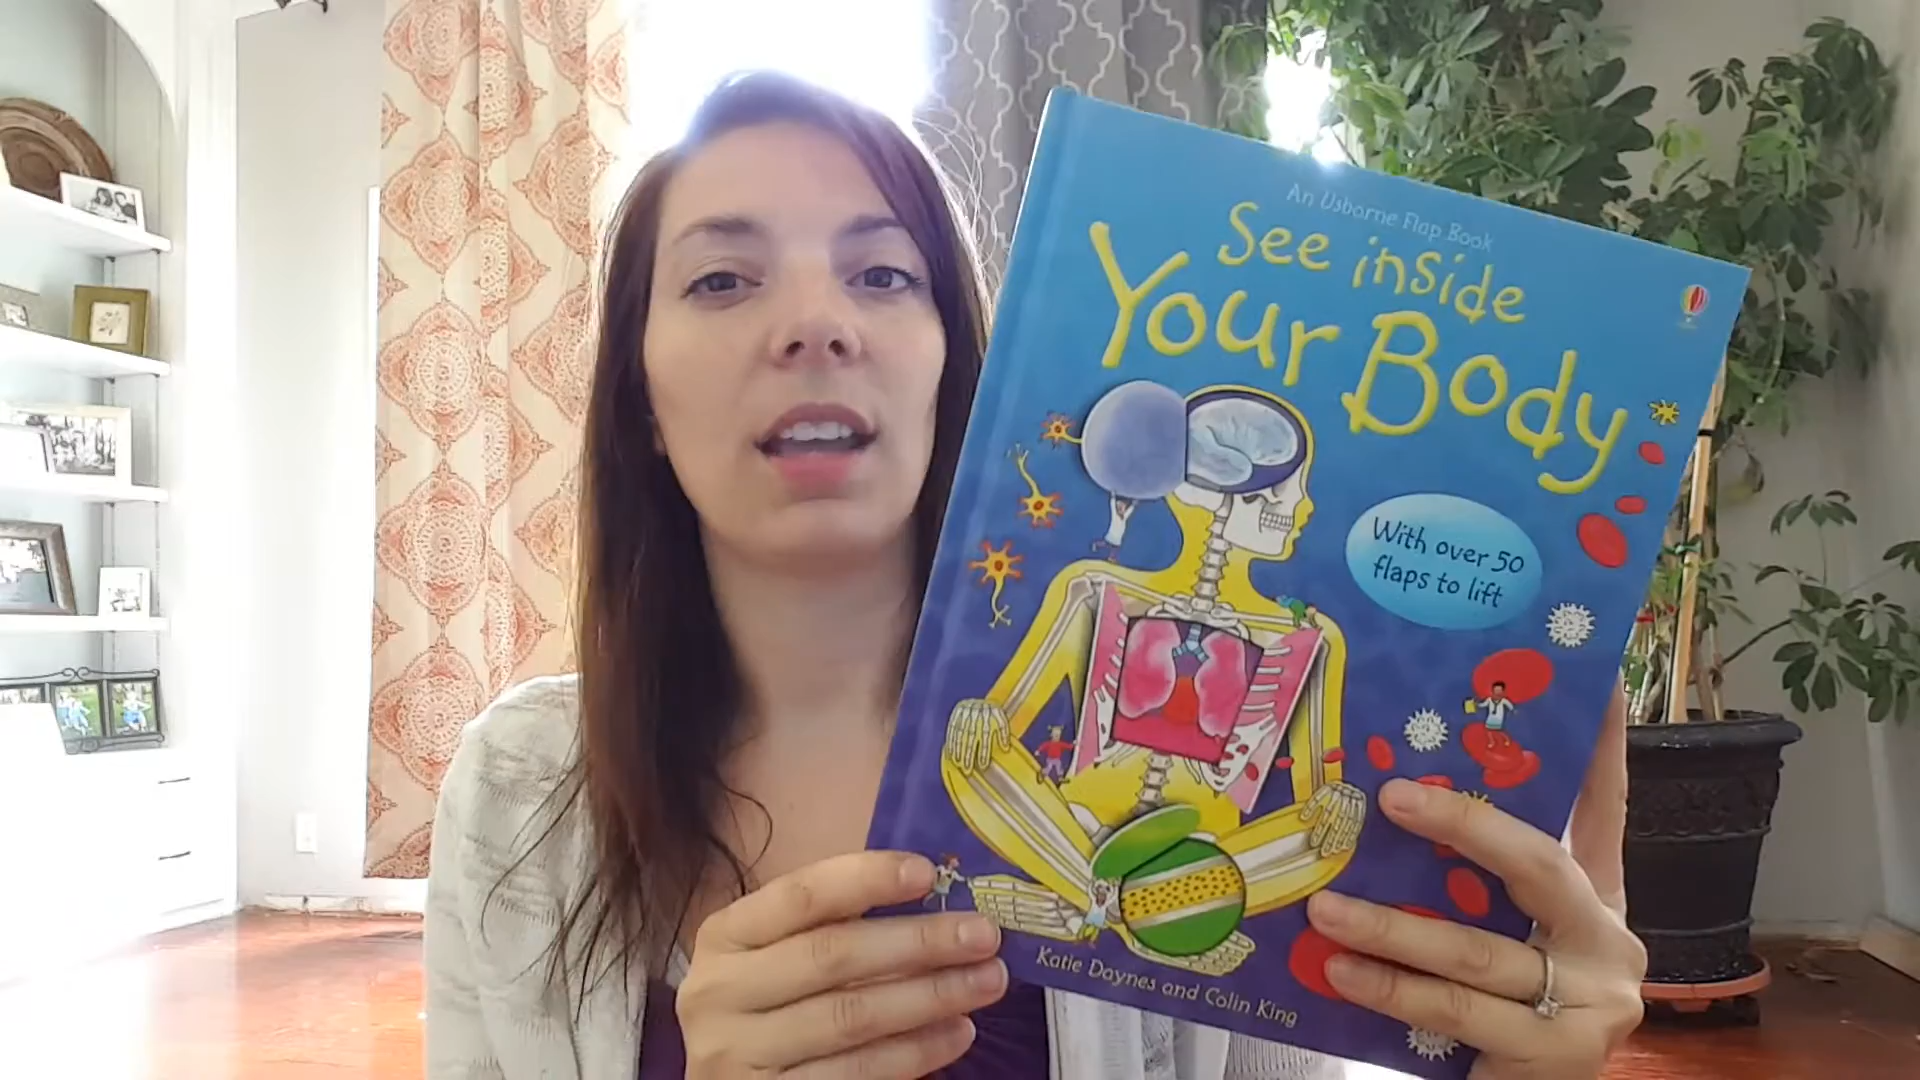 An Usborne Flap Book
See inside
Your Body
With over 50
flaps to lift
Katie Daynes and Colin King